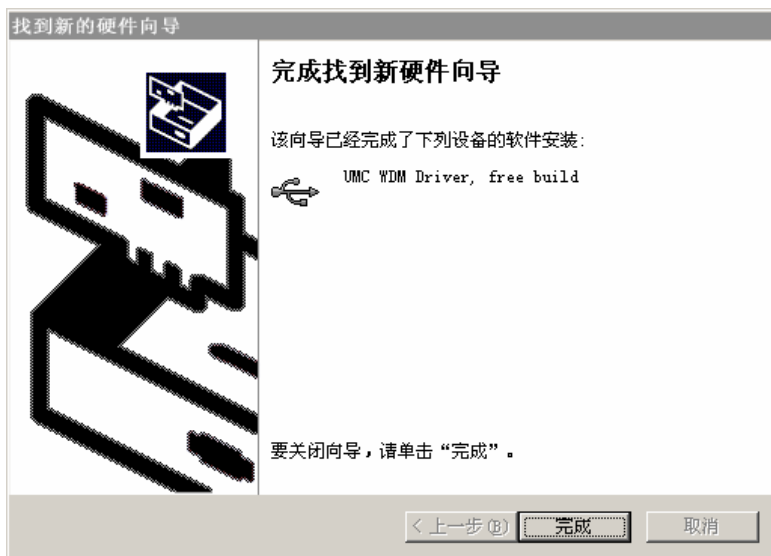 找到新的硬件向导
完成找到新硬件向导
该向导已经完成了下列设备的软件安装:
UMC WDM Driver, free build
要关闭向导，请单击“完成”。
< 上一步(B)
完成
取消